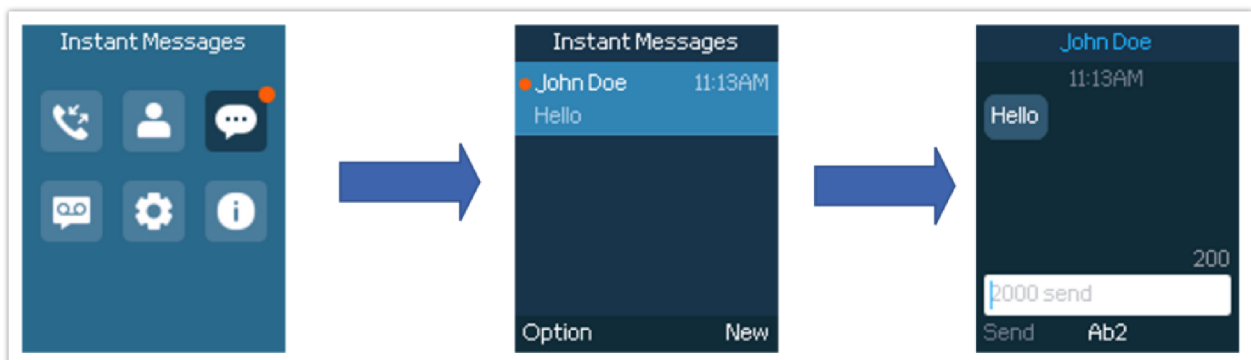 Instant Messages
Instant Messages
John Doe 11:13AM
Hello
Option New
John Doe
11:13AM
Hello
200
2000 send
Send Ab2